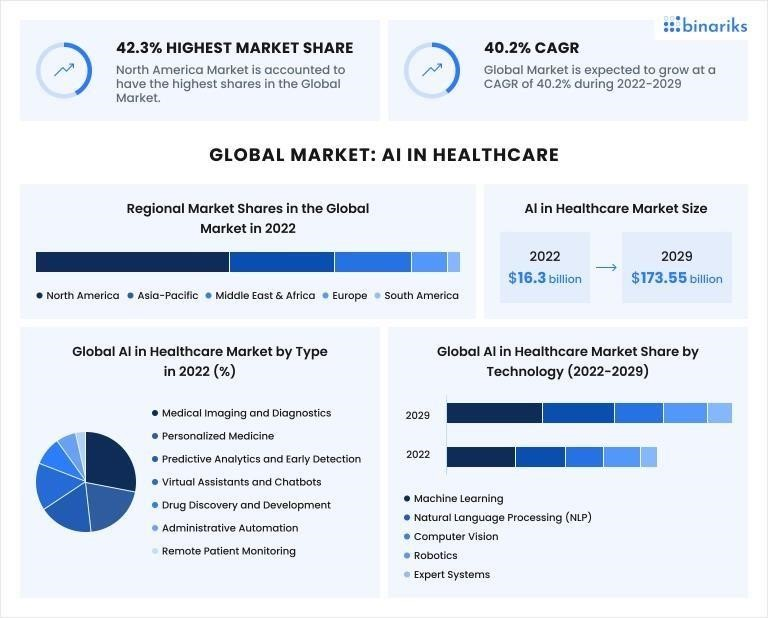 binariks
42.3% HIGHEST MARKET SHARE
North America Market is accounted to
have the highest shares in the Global
Market.
40.2% CAGR
Global Market is expected to grow at a
CAGR of 40.2% during 2022-2029
GLOBAL MARKET: AI IN HEALTHCARE
Regional Market Shares in the Global
Market in 2022
North America
Asia-Pacific
Middle East & Africa
Europe
South America
AI in Healthcare Market Size
2022
$16.3 billion
2029
$173.55 billion
Global AI in Healthcare Market by Type
in 2022 (%)
Medical Imaging and Diagnostics
Personalized Medicine
Predictive Analytics and Early Detection
Virtual Assistants and Chatbots
Drug Discovery and Development
Administrative Automation
Remote Patient Monitoring
Global AI in Healthcare Market Share by
Technology (2022-2029)
2029
2022
Machine Learning
Natural Language Processing (NLP)
Computer Vision
Robotics
Expert Systems